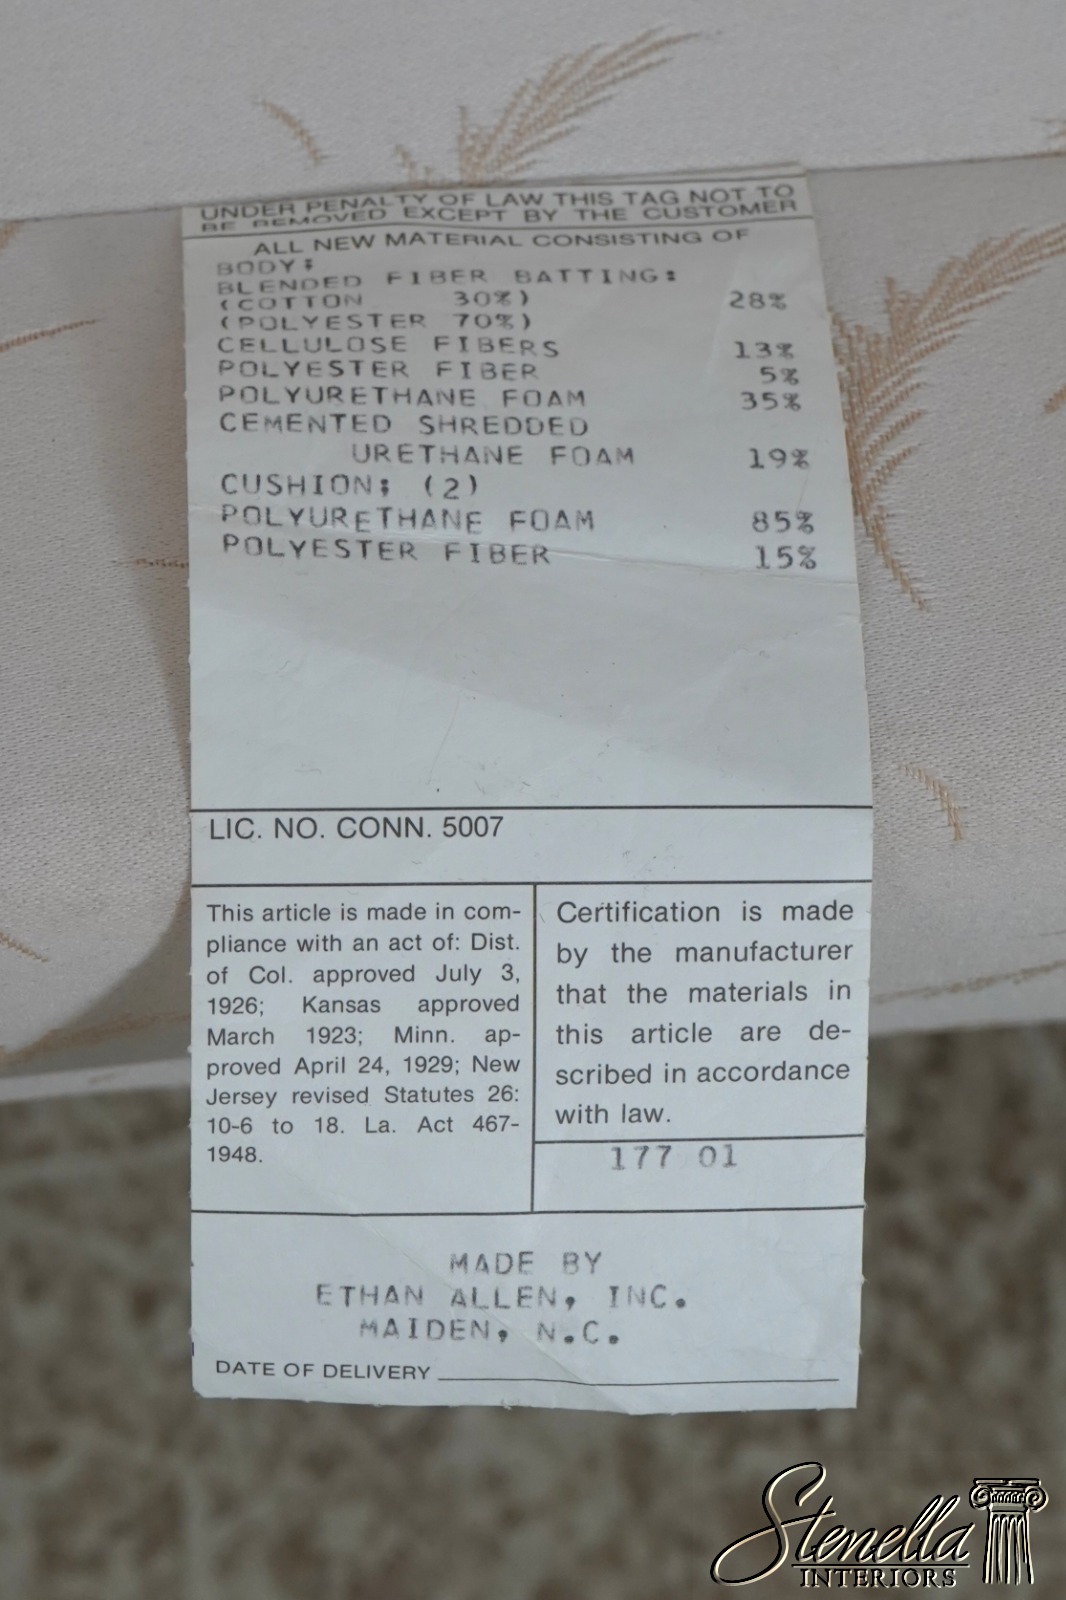 UNDER PENALTY OF LAW THIS TAG NOT TO
BE REMOVED EXCEPT BY THE CUSTOMER
ALL NEW MATERIAL CONSISTING OF
BODY:
BLENDED FIBER BATTING:
(COTTON 30%) 28%
(POLYESTER 70%)
CELLULOSE FIBERS 13%
POLYESTER FIBER 5%
POLYURETHANE FOAM 35%
CEMENTED SHREDDED
URETHANE FOAM 19%
CUSHION: (2)
POLYURETHANE FOAM 85%
POLYESTER FIBER 15%
LIC. NO. CONN. 5007
This article is made in com-
pliance with an act of: Dist.
of Col. approved July 3,
1926; Kansas approved
March 1923; Minn. ap-
proved April 24, 1929; New
Jersey revised Statutes 26:
10-6 to 18. La. Act 467-
1948.
Certification is made
by the manufacturer
that the materials in
this article are de-
scribed in accordance
with law.
177 01
MADE BY
ETHAN ALLEN, INC.
MAIDEN, N.C.
DATE OF DELIVERY
Stenella
INTERIORS